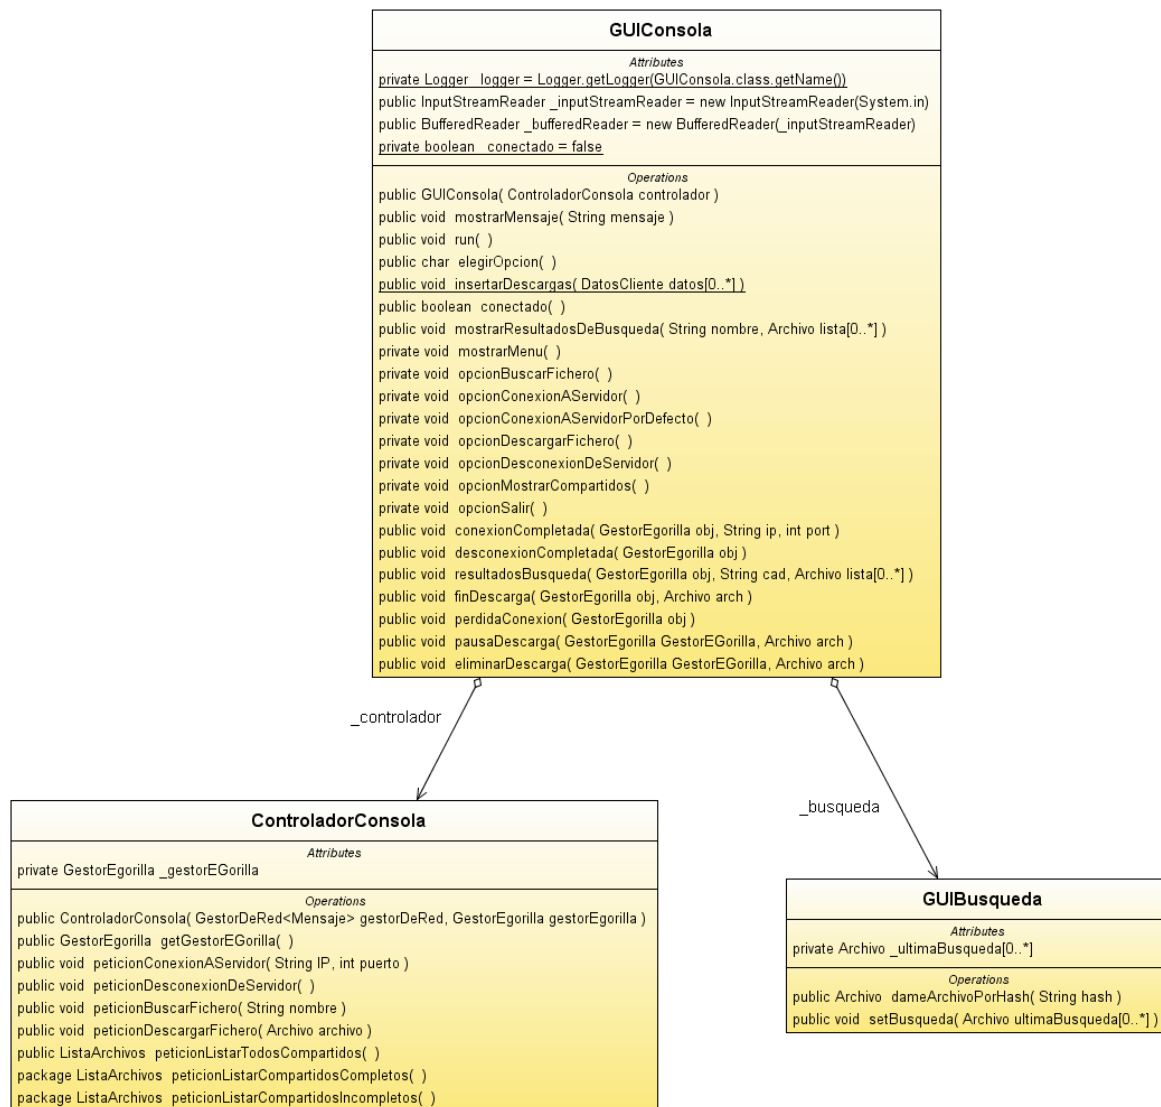 GUIConsola
Attributes
private Logger _logger = Logger.getLogger(GUIConsola.class.getName())
public InputStreamReader _inputStreamReader = new InputStreamReader(System.in)
public BufferedReader _bufferedReader = new BufferedReader(_inputStreamReader)
private boolean _conectado = false
Operations
public GUIConsola( ControladorConsola controlador )
public void mostrarMensaje( String mensaje )
public void run( )
public char elegirOpcion( )
public void insertarDescargas( DatosCliente datos[0..*] )
public boolean conectado( )
public void mostrarResultadosDeBusqueda( String nombre, Archivo lista[0..*] )
private void mostrarMenu( )
private void opcionBuscarFichero( )
private void opcionConexionAServidor( )
private void opcionConexionAServidorPorDefecto( )
private void opcionDescargarFichero( )
private void opcionDesconexionDeServidor( )
private void opcionMostrarCompartidos( )
private void opcionSalir( )
public void conexionCompletada( GestorEgorilla obj, String ip, int port )
public void desconexionCompletada( GestorEgorilla obj )
public void resultadosBusqueda( GestorEgorilla obj, String cad, Archivo lista[0..*] )
public void finDescarga( GestorEgorilla obj, Archivo arch )
public void perdidaConexion( GestorEgorilla obj )
public void pausaDescarga( GestorEgorilla GestorEGorilla, Archivo arch )
public void eliminarDescarga( GestorEgorilla GestorEGorilla, Archivo arch )
_controlador
_busqueda
ControladorConsola
Attributes
private GestorEgorilla _gestorEGorilla
Operations
public ControladorConsola( GestorDeRed<Mensaje> gestorDeRed, GestorEgorilla gestorEgorilla )
public GestorEgorilla getGestorEGorilla( )
public void peticionConexionAServidor( String IP, int puerto )
public void peticionDesconexionDeServidor( )
public void peticionBuscarFichero( String nombre )
public void peticionDescargarFichero( Archivo archivo )
public ListaArchivos peticionListarTodosCompartidos( )
package ListaArchivos peticionListarCompartidosCompletos( )
package ListaArchivos peticionListarCompartidosIncompletos( )
GUIBusqueda
Attributes
private Archivo _ultimaBusqueda[0..*]
Operations
public Archivo dameArchivoPorHash( String hash )
public void setBusqueda( Archivo ultimaBusqueda[0..*] )